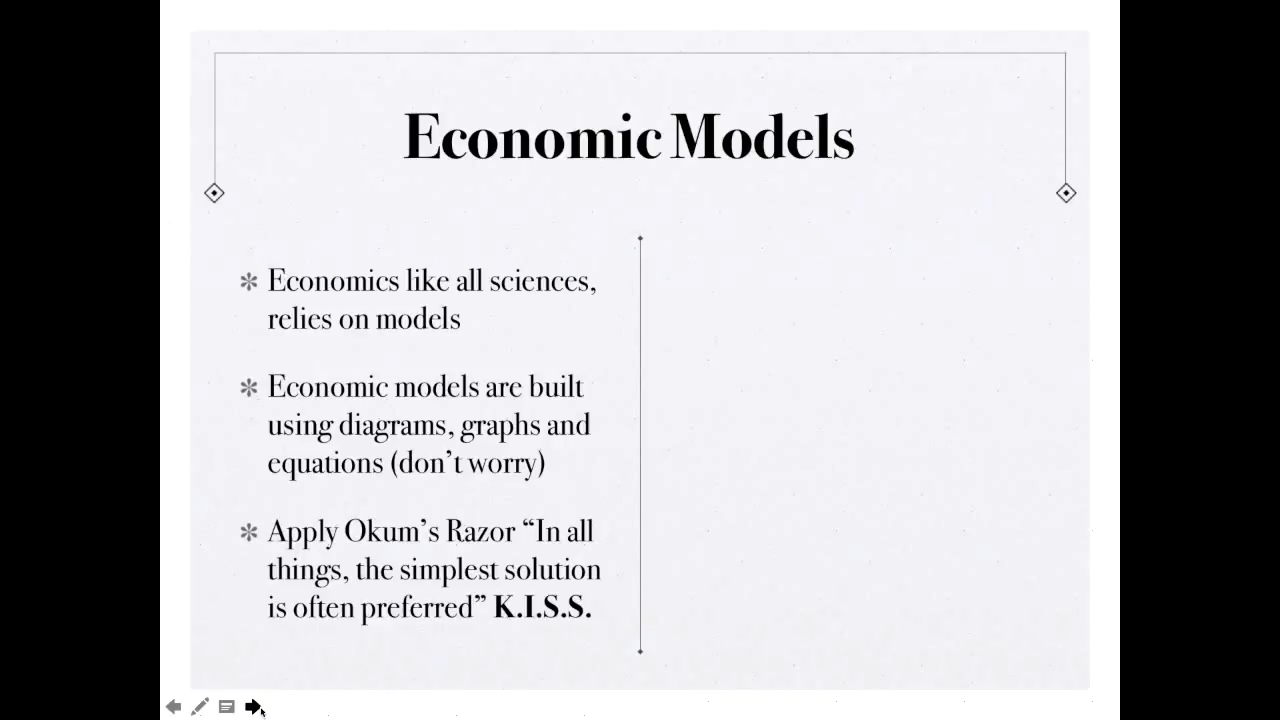 Economic Models
✻ Economics like all sciences,
relies on models
✻ Economic models are built
using diagrams, graphs and
equations (don’t worry)
✻ Apply Okum’s Razor “In all
things, the simplest solution
is often preferred” K.I.S.S.